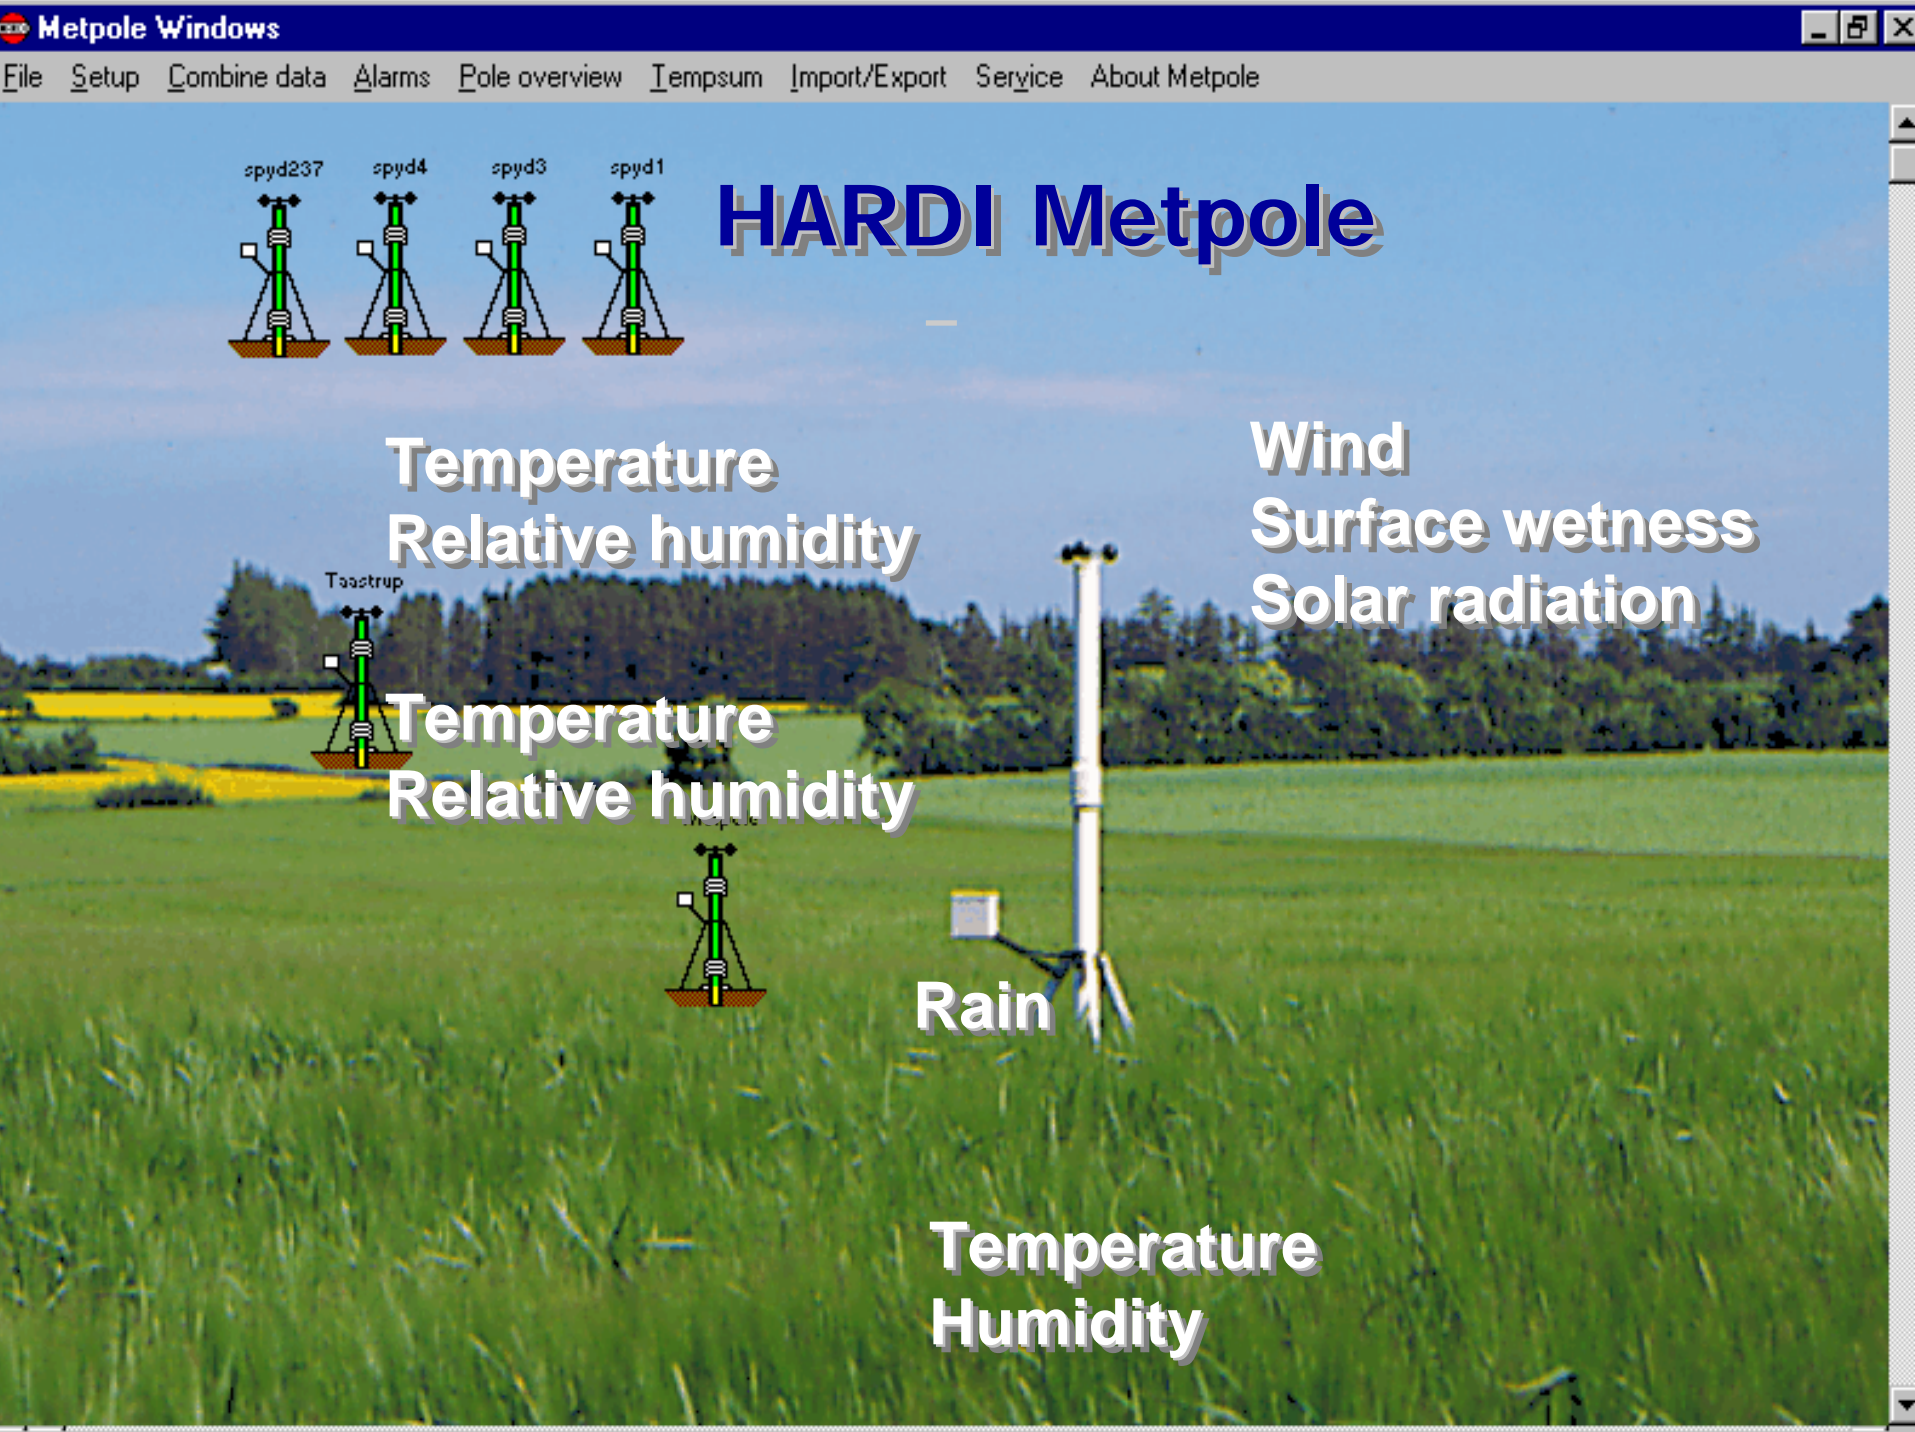 Metpole Windows
File Setup Combine data Alarms Pole overview Tempsum Import/Export Service About Metpole
spyd237 spyd4 spyd3 spyd1
HARDI Metpole
Temperature
Relative humidity
Wind
Surface wetness
Solar radiation
Taastrup
Temperature
Relative humidity
Rain
Temperature
Humidity